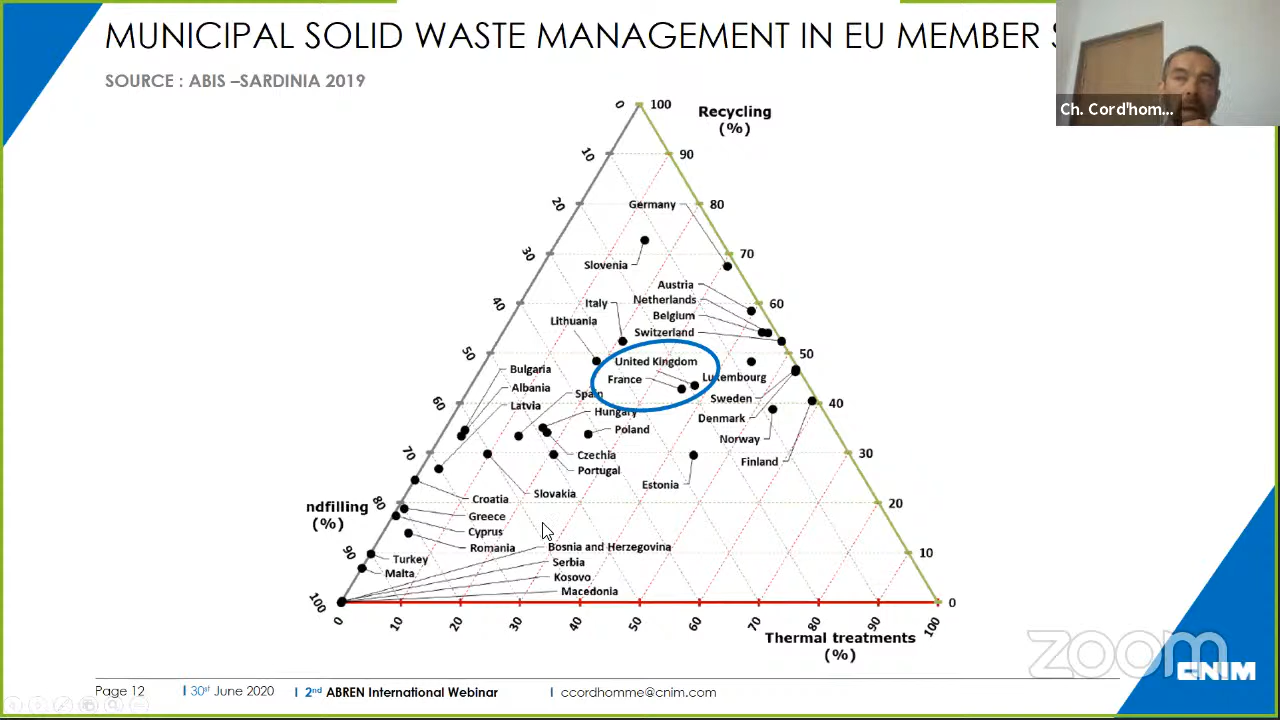 MUNICIPAL SOLID WASTE MANAGEMENT IN EU MEMBER S
SOURCE : ABIS –SARDINIA 2019
Ch. Cord'hom...
0 100
Recycling
(%)
10 90
20 80
Germany
30 70
Slovenia
Austria
40 60
Italy
Netherlands
Belgium
Lithuania
Switzerland
50 50
United Kingdom
Bulgaria
France
Luxembourg
Albania
Spain
Sweden
60 40
Latvia
Hungary
Denmark
Poland
Norway
70 30
Czechia
Finland
Portugal
Estonia
Slovakia
Croatia
80 20
ndfilling
(%)
Greece
Cyprus
Romania
Bosnia and Herzegovina
90 10
Turkey
Serbia
Malta
Kosovo
Macedonia
100 0
0 10 20 30 40 50 60 70 80 90 100
Thermal treatments
(%)
zoom
CNIM
Page 12
30st June 2020
2nd ABREN International Webinar
ccordhomme@cnim.com